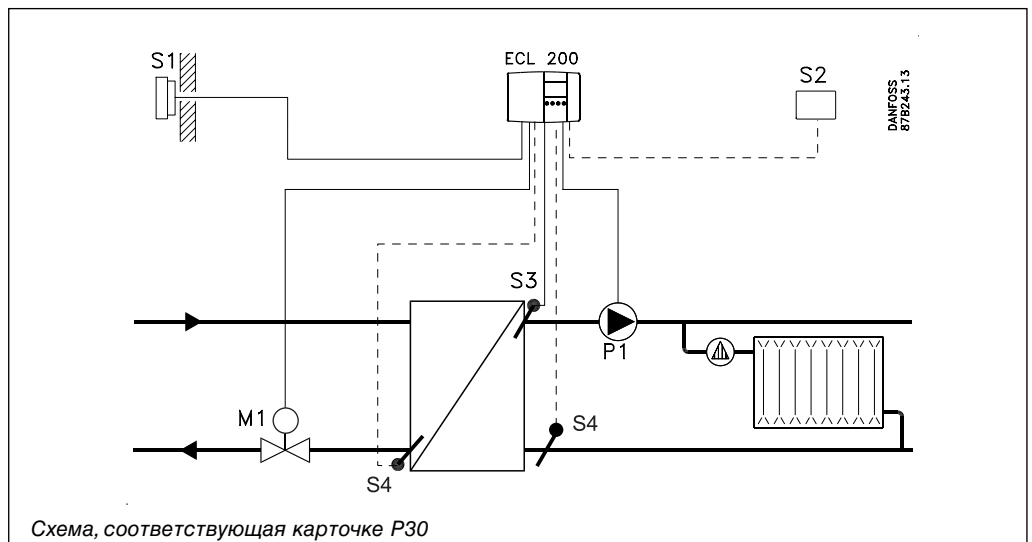 S1
ECL 200
S2
DANFOSS
87B243.13
S3
P1
M1
S4
S4
Схема, соответствующая карточке P30